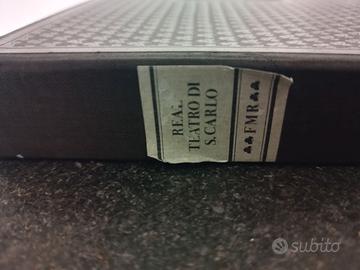 REAL
TEATRO DI
S. CARLO
♣♣ FMR ♣♣
subito